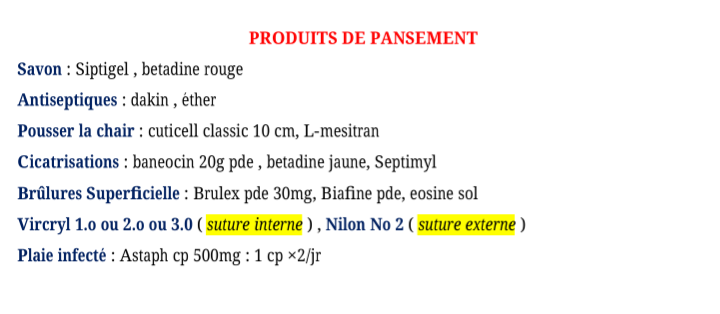 PRODUITS DE PANSEMENT
Savon : Siptigel , betadine rouge
Antiseptiques : dakin , éther
Pousser la chair : cuticell classic 10 cm, L-mesitran
Cicatrisations : baneocin 20g pde , betadine jaune, Septimyl
Brûlures Superficielle : Brulex pde 30mg, Biafine pde, eosine sol
Vircryl 1.o ou 2.o ou 3.0 ( suture interne ) , Nilon No 2 ( suture externe )
Plaie infecté : Astaph cp 500mg : 1 cp ×2/jr